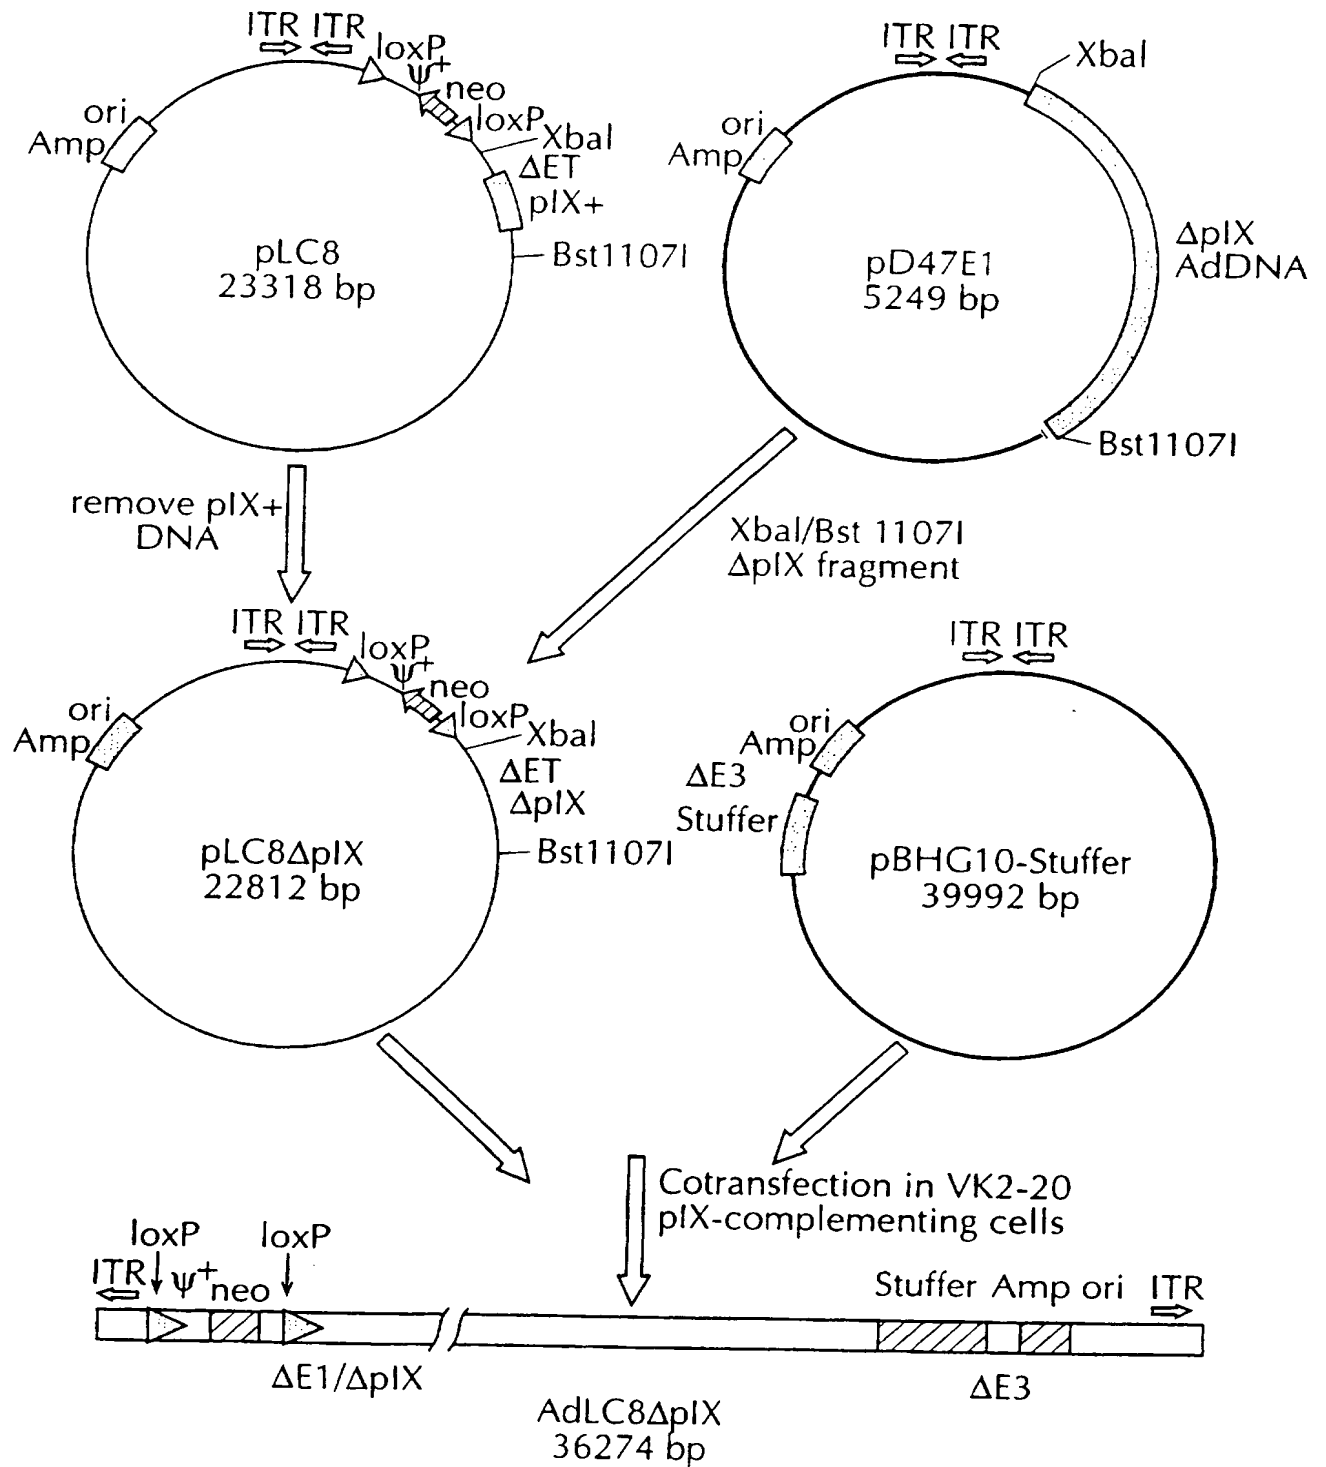 ITR ITR
loxP
ψ+
neo
loxP
XbaI
ori
Amp
ΔET
pIX+
pLC8
23318 bp
Bst1107I
ITR ITR
XbaI
ori
Amp
ΔpIX
AdDNA
pD47E1
5249 bp
Bst1107I
remove pIX+
DNA
XbaI/Bst 1107I
ΔpIX fragment
ITR ITR
loxP
ψ+
neo
loxP
XbaI
ori
Amp
ΔET
ΔpIX
pLC8ΔpIX
22812 bp
Bst1107I
ITR ITR
ori
Amp
ΔE3
Stuffer
pBHG10-Stuffer
39992 bp
Cotransfection in VK2-20
pIX-complementing cells
loxP loxP
ITR ψ+ neo
Stuffer Amp ori ITR
ΔE1/ΔpIX
ΔE3
AdLC8ΔpIX
36274 bp